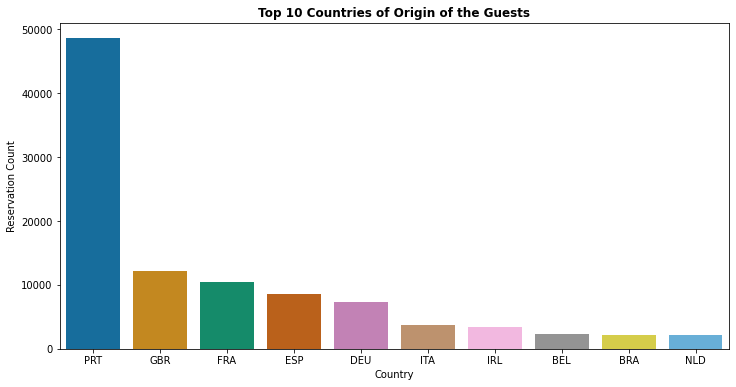 Top 10 Countries of Origin of the Guests
50000
40000
30000
20000
10000
0
Reservation Count
PRT GBR FRA ESP DEU ITA IRL BEL BRA NLD
Country